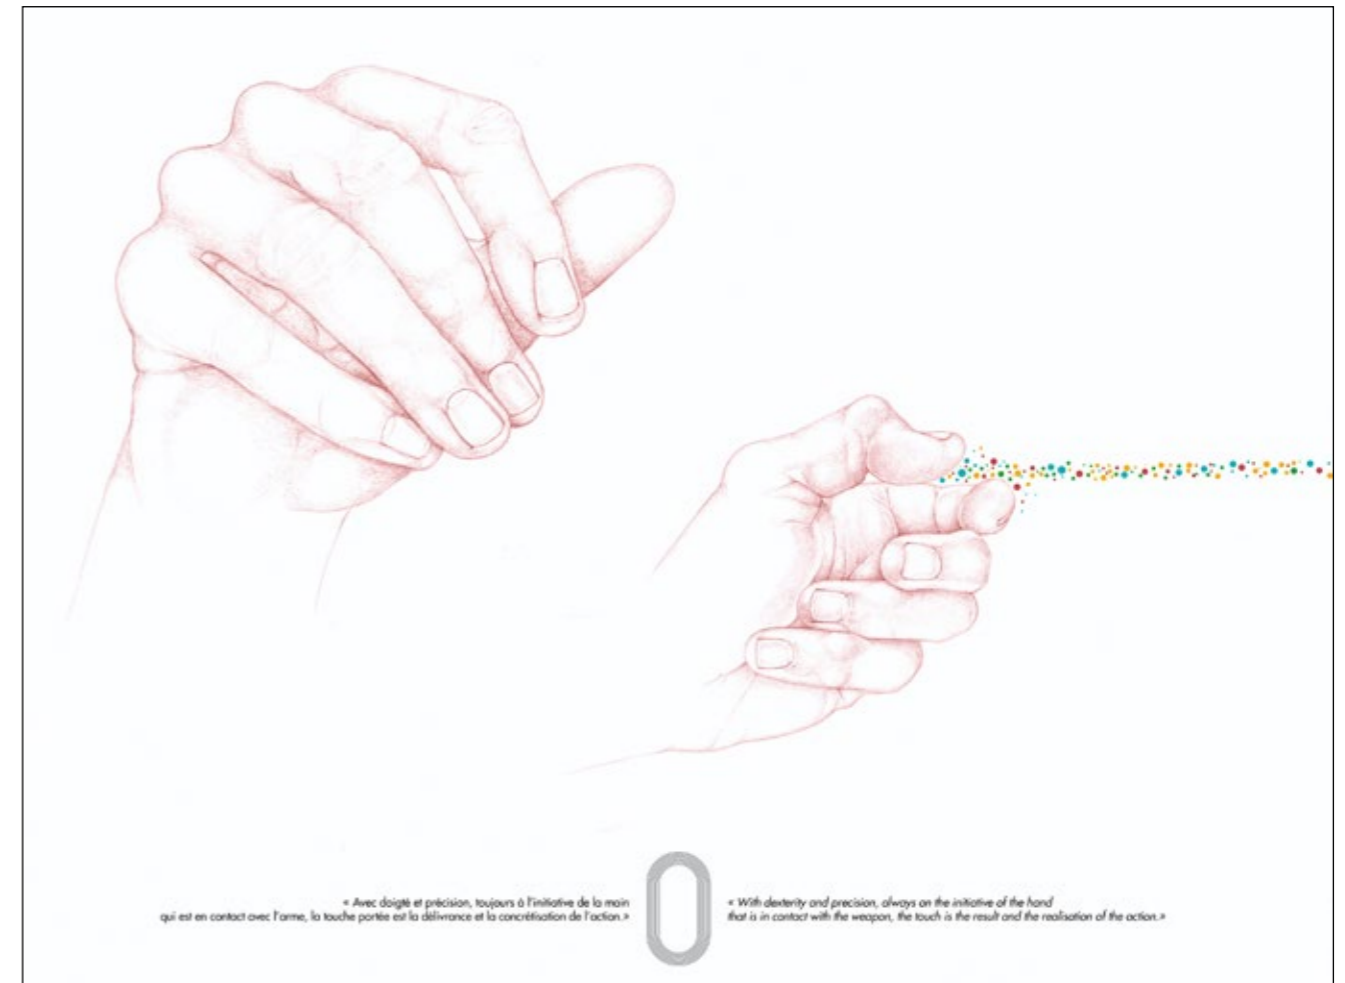 « Avec doigté et précision, toujours à l'initiative de la main
qui est en contact avec l'arme, la touche portée est la délivrance et la concrétisation de l'action.»
« With dexterity and precision, always on the initiative of the hand
that is in contact with the weapon, the touch is the result and the realisation of the action.»